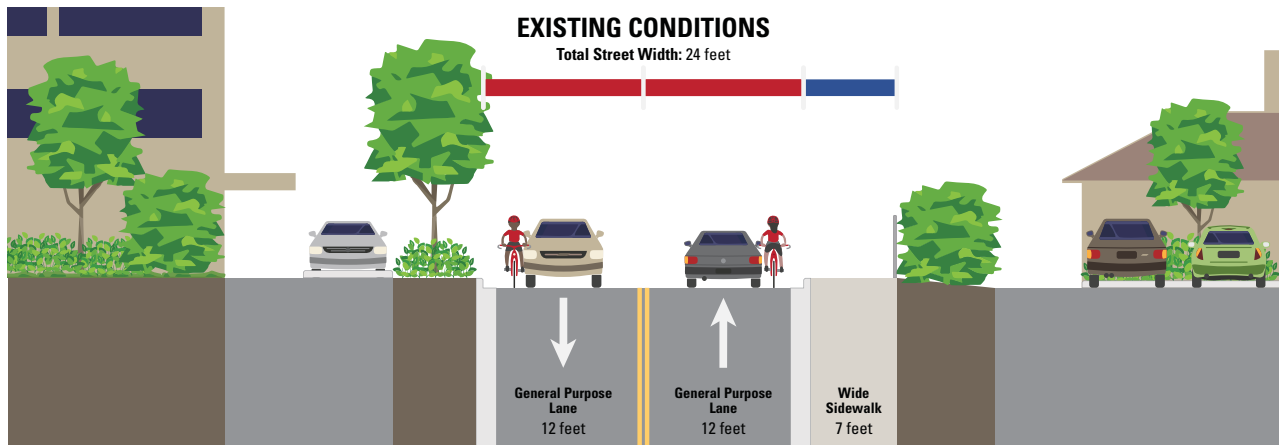 EXISTING CONDITIONS
Total Street Width: 24 feet
General Purpose
Lane
12 feet
General Purpose
Lane
12 feet
Wide
Sidewalk
7 feet